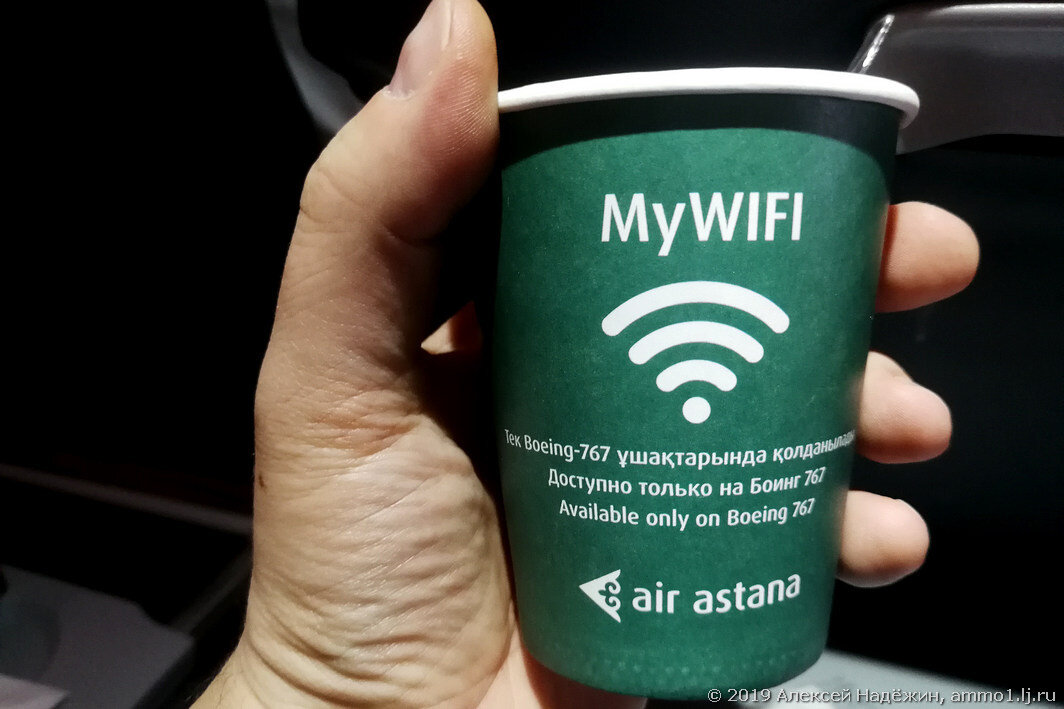 MyWIFI
Тек Boeing-767 ұшақтарында қолданылады
Доступно только на Боинг 767
Available only on Boeing 767
air astana
© 2019 Алексей Надёжин, ammo1.lj.ru